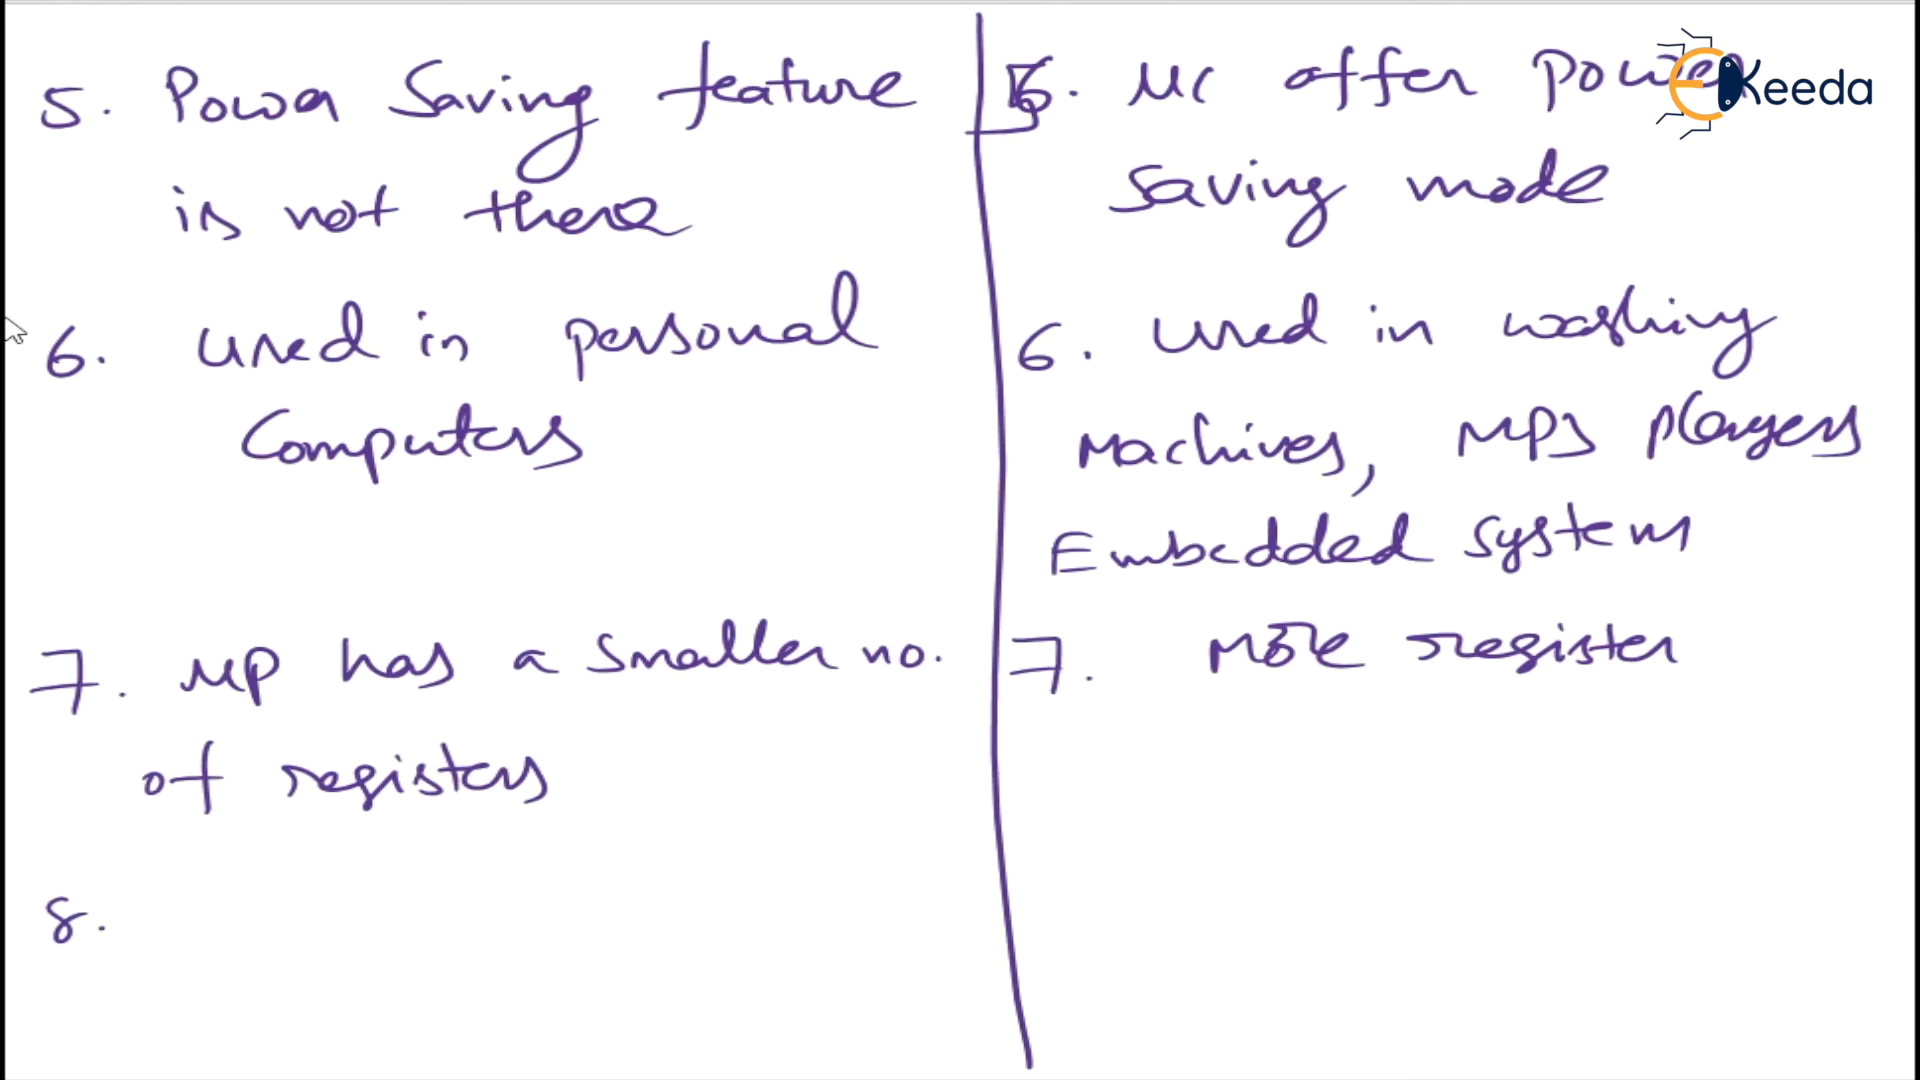 5. Power Saving feature
is not there
6. Used in personal
Computers
7. MP has a smaller no.
of registers
8.
5. MC offer power
saving mode
6. Used in washing
Machines, MP3 players
Embedded system
7. More register
EKeeda